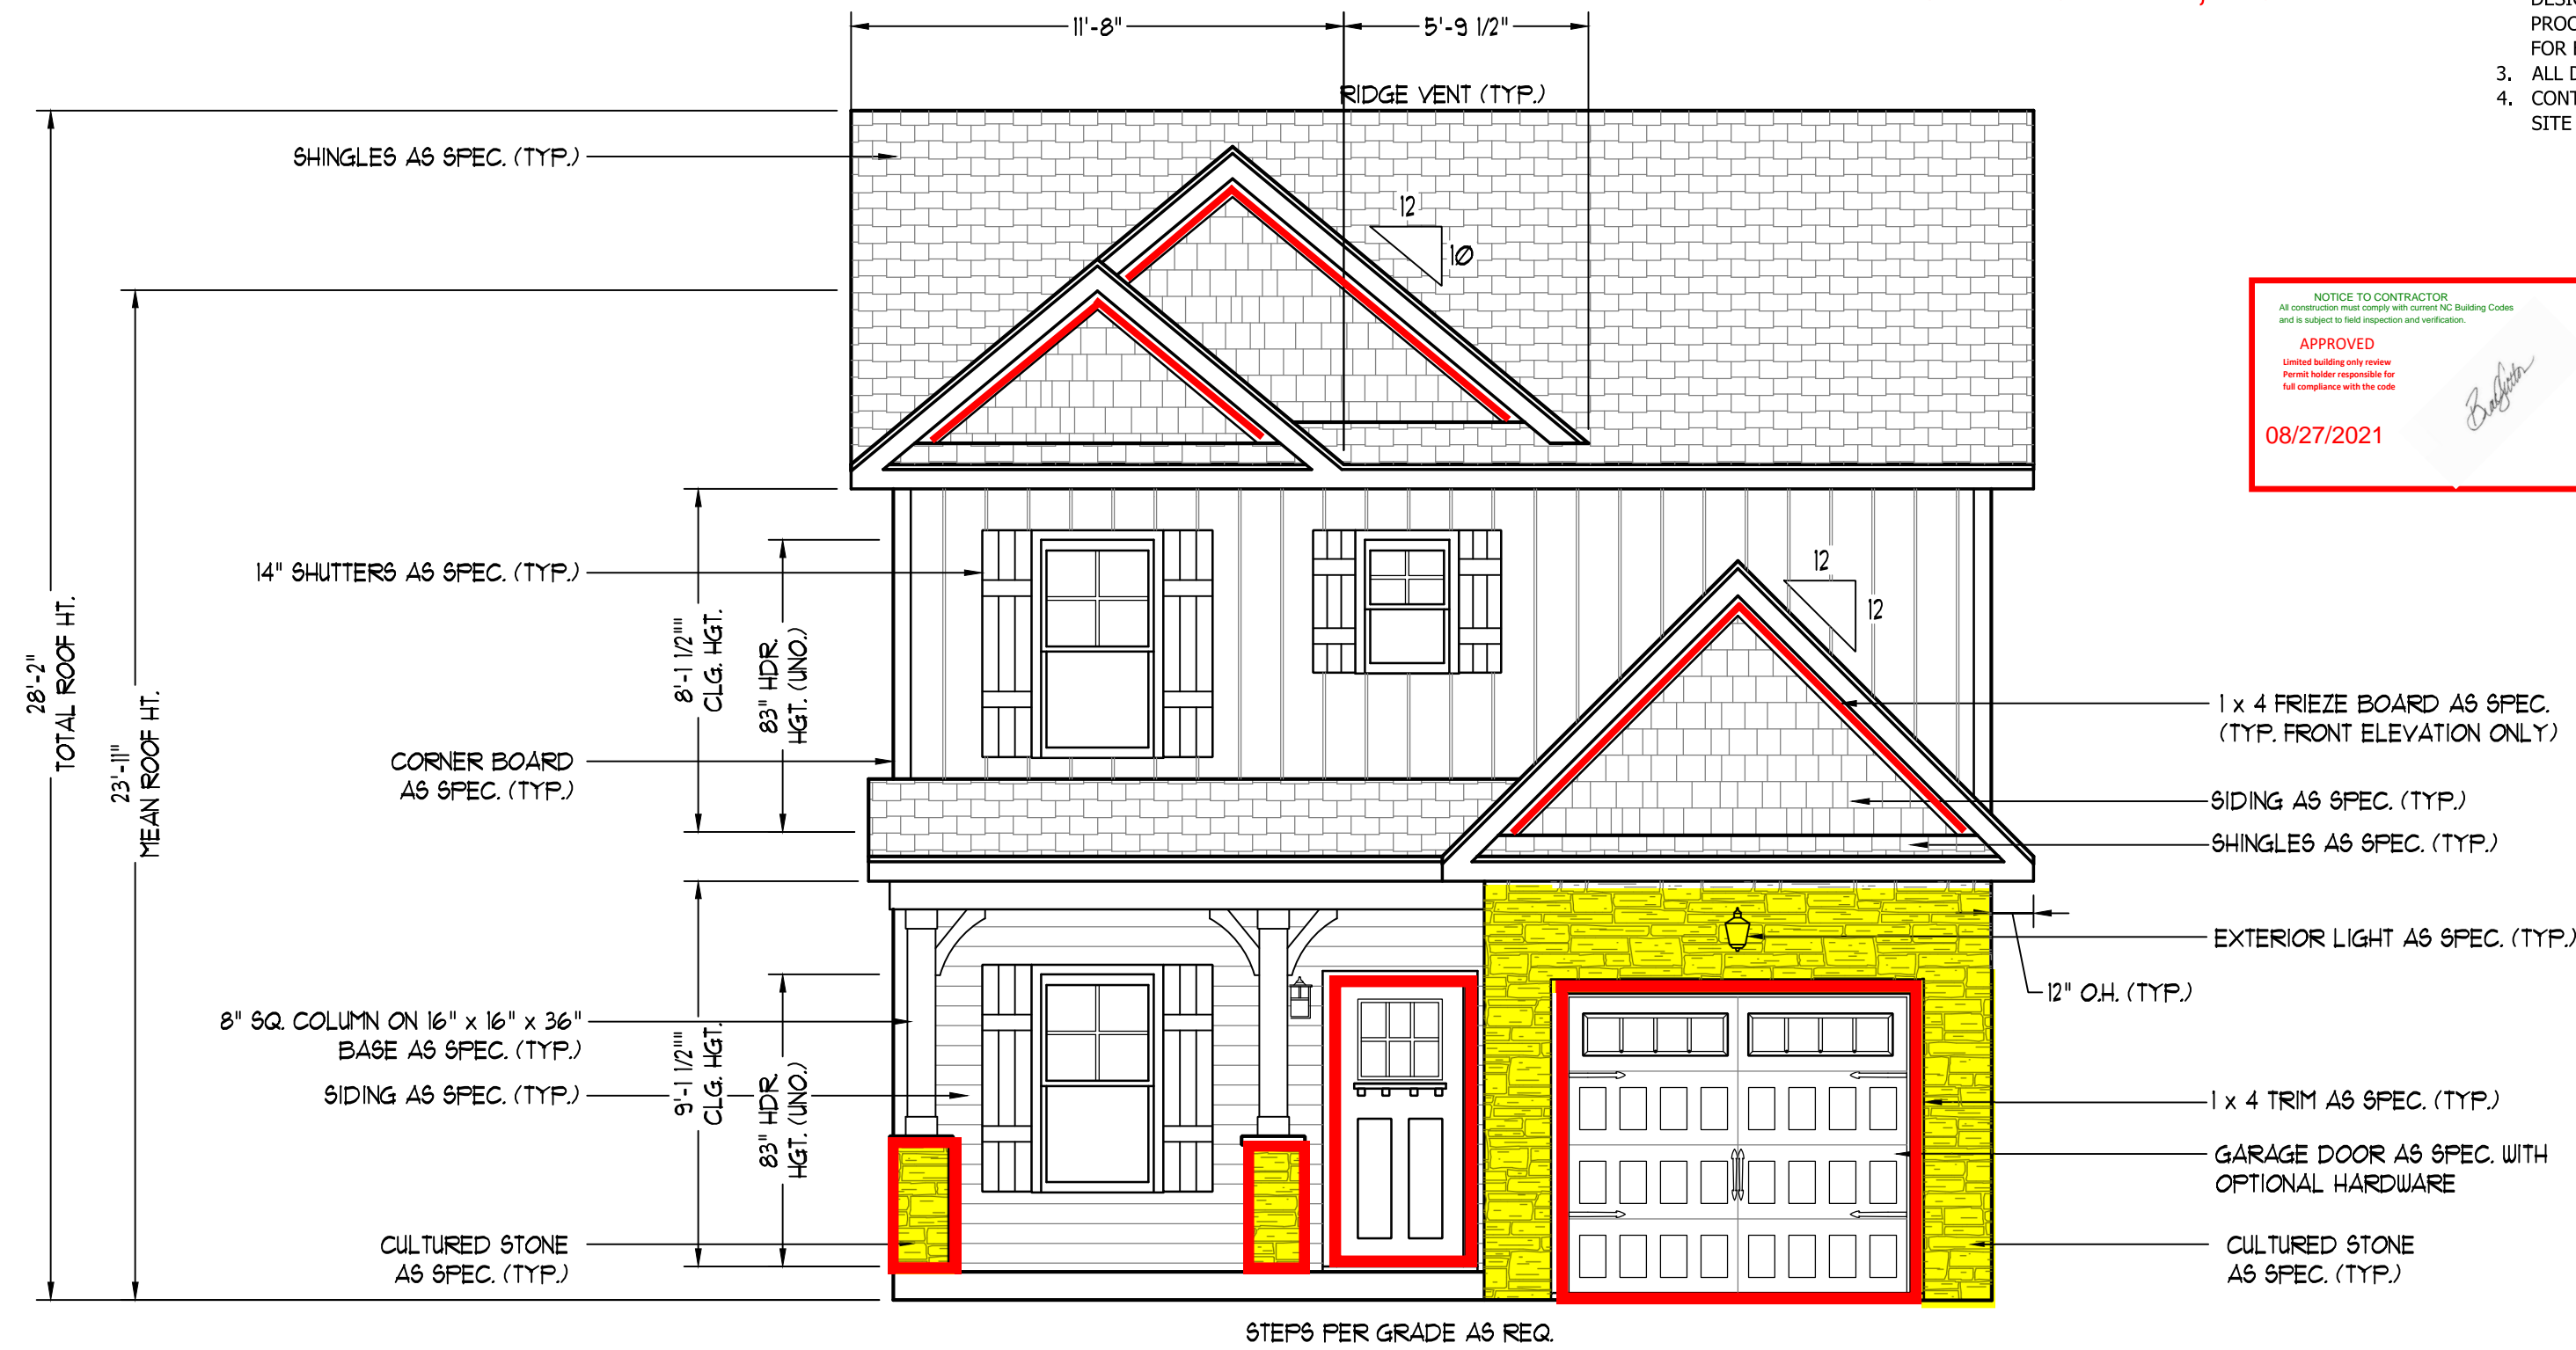 11'-8"
5'-9 1/2"
RIDGE VENT (TYP.)
PROC
3. ALL D
4. CONT
SITE
SHINGLES AS SPEC. (TYP.)
12
10
NOTICE TO CONTRACTOR
All construction must comply with current NC Building Codes
and is subject to field inspection and verification.
APPROVED
Limited building only review
Permit holder responsible for
full compliance with the code
08/27/2021
28'-2"
TOTAL ROOF HT.
23'-11"
MEAN ROOF HT.
14" SHUTTERS AS SPEC. (TYP.)
8'-1 1/2""
CLG. HGT.
83" HDR.
HGT. (UNO.)
12
12
CORNER BOARD
AS SPEC. (TYP.)
1 x 4 FRIEZE BOARD AS SPEC.
(TYP. FRONT ELEVATION ONLY)
SIDING AS SPEC. (TYP.)
SHINGLES AS SPEC. (TYP.)
EXTERIOR LIGHT AS SPEC. (TYP.)
12" O.H. (TYP.)
8" SQ. COLUMN ON 16" x 16" x 36"
BASE AS SPEC. (TYP.)
SIDING AS SPEC. (TYP.)
9'-1 1/2""
CLG. HGT.
83" HDR.
HGT. (UNO.)
1 x 4 TRIM AS SPEC. (TYP.)
GARAGE DOOR AS SPEC. WITH
OPTIONAL HARDWARE
CULTURED STONE
AS SPEC. (TYP.)
CULTURED STONE
AS SPEC. (TYP.)
STEPS PER GRADE AS REQ.